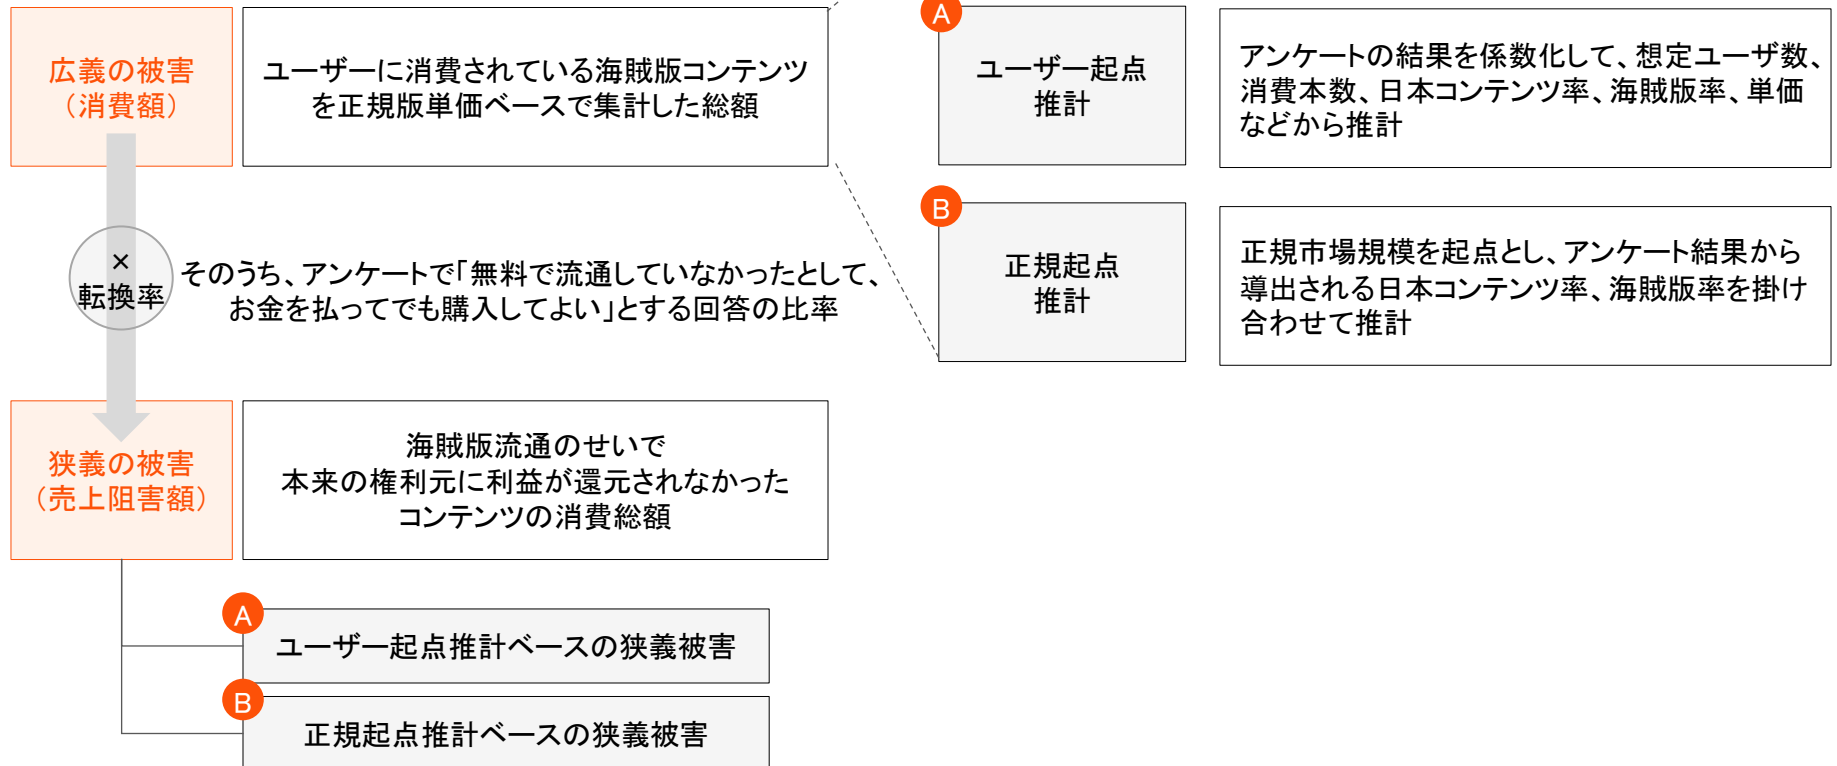 広義の被害
（消費額）
ユーザーに消費されている海賊版コンテンツ
を正規版単価ベースで集計した総額
A
ユーザー起点
推計
アンケートの結果を係数化して、想定ユーザ数、
消費本数、日本コンテンツ率、海賊版率、単価
などから推計
B
正規起点
推計
正規市場規模を起点とし、アンケート結果から
導出される日本コンテンツ率、海賊版率を掛け
合わせて推計
×
転換率
そのうち、アンケートで「無料で流通していなかったとして、
お金を払ってでも購入してよい」とする回答の比率
狭義の被害
（売上阻害額）
海賊版流通のせいで
本来の権利元に利益が還元されなかった
コンテンツの消費総額
A
ユーザー起点推計ベースの狭義被害
B
正規起点推計ベースの狭義被害